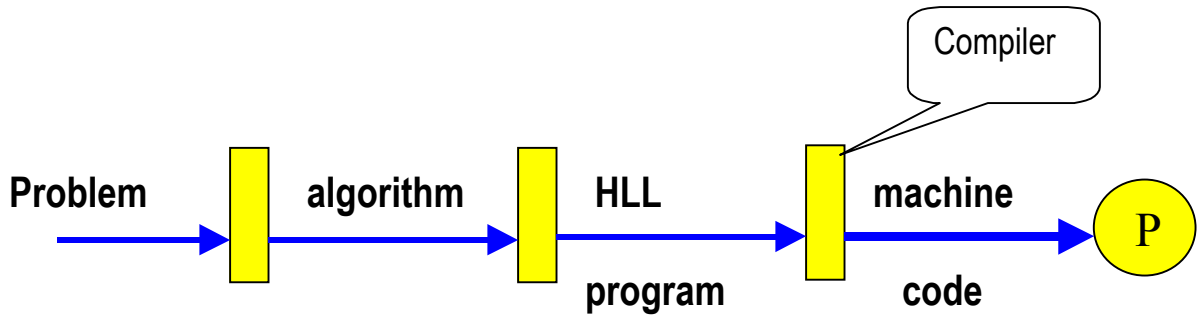 Compiler
Problem
algorithm
HLL
program
machine
code
P